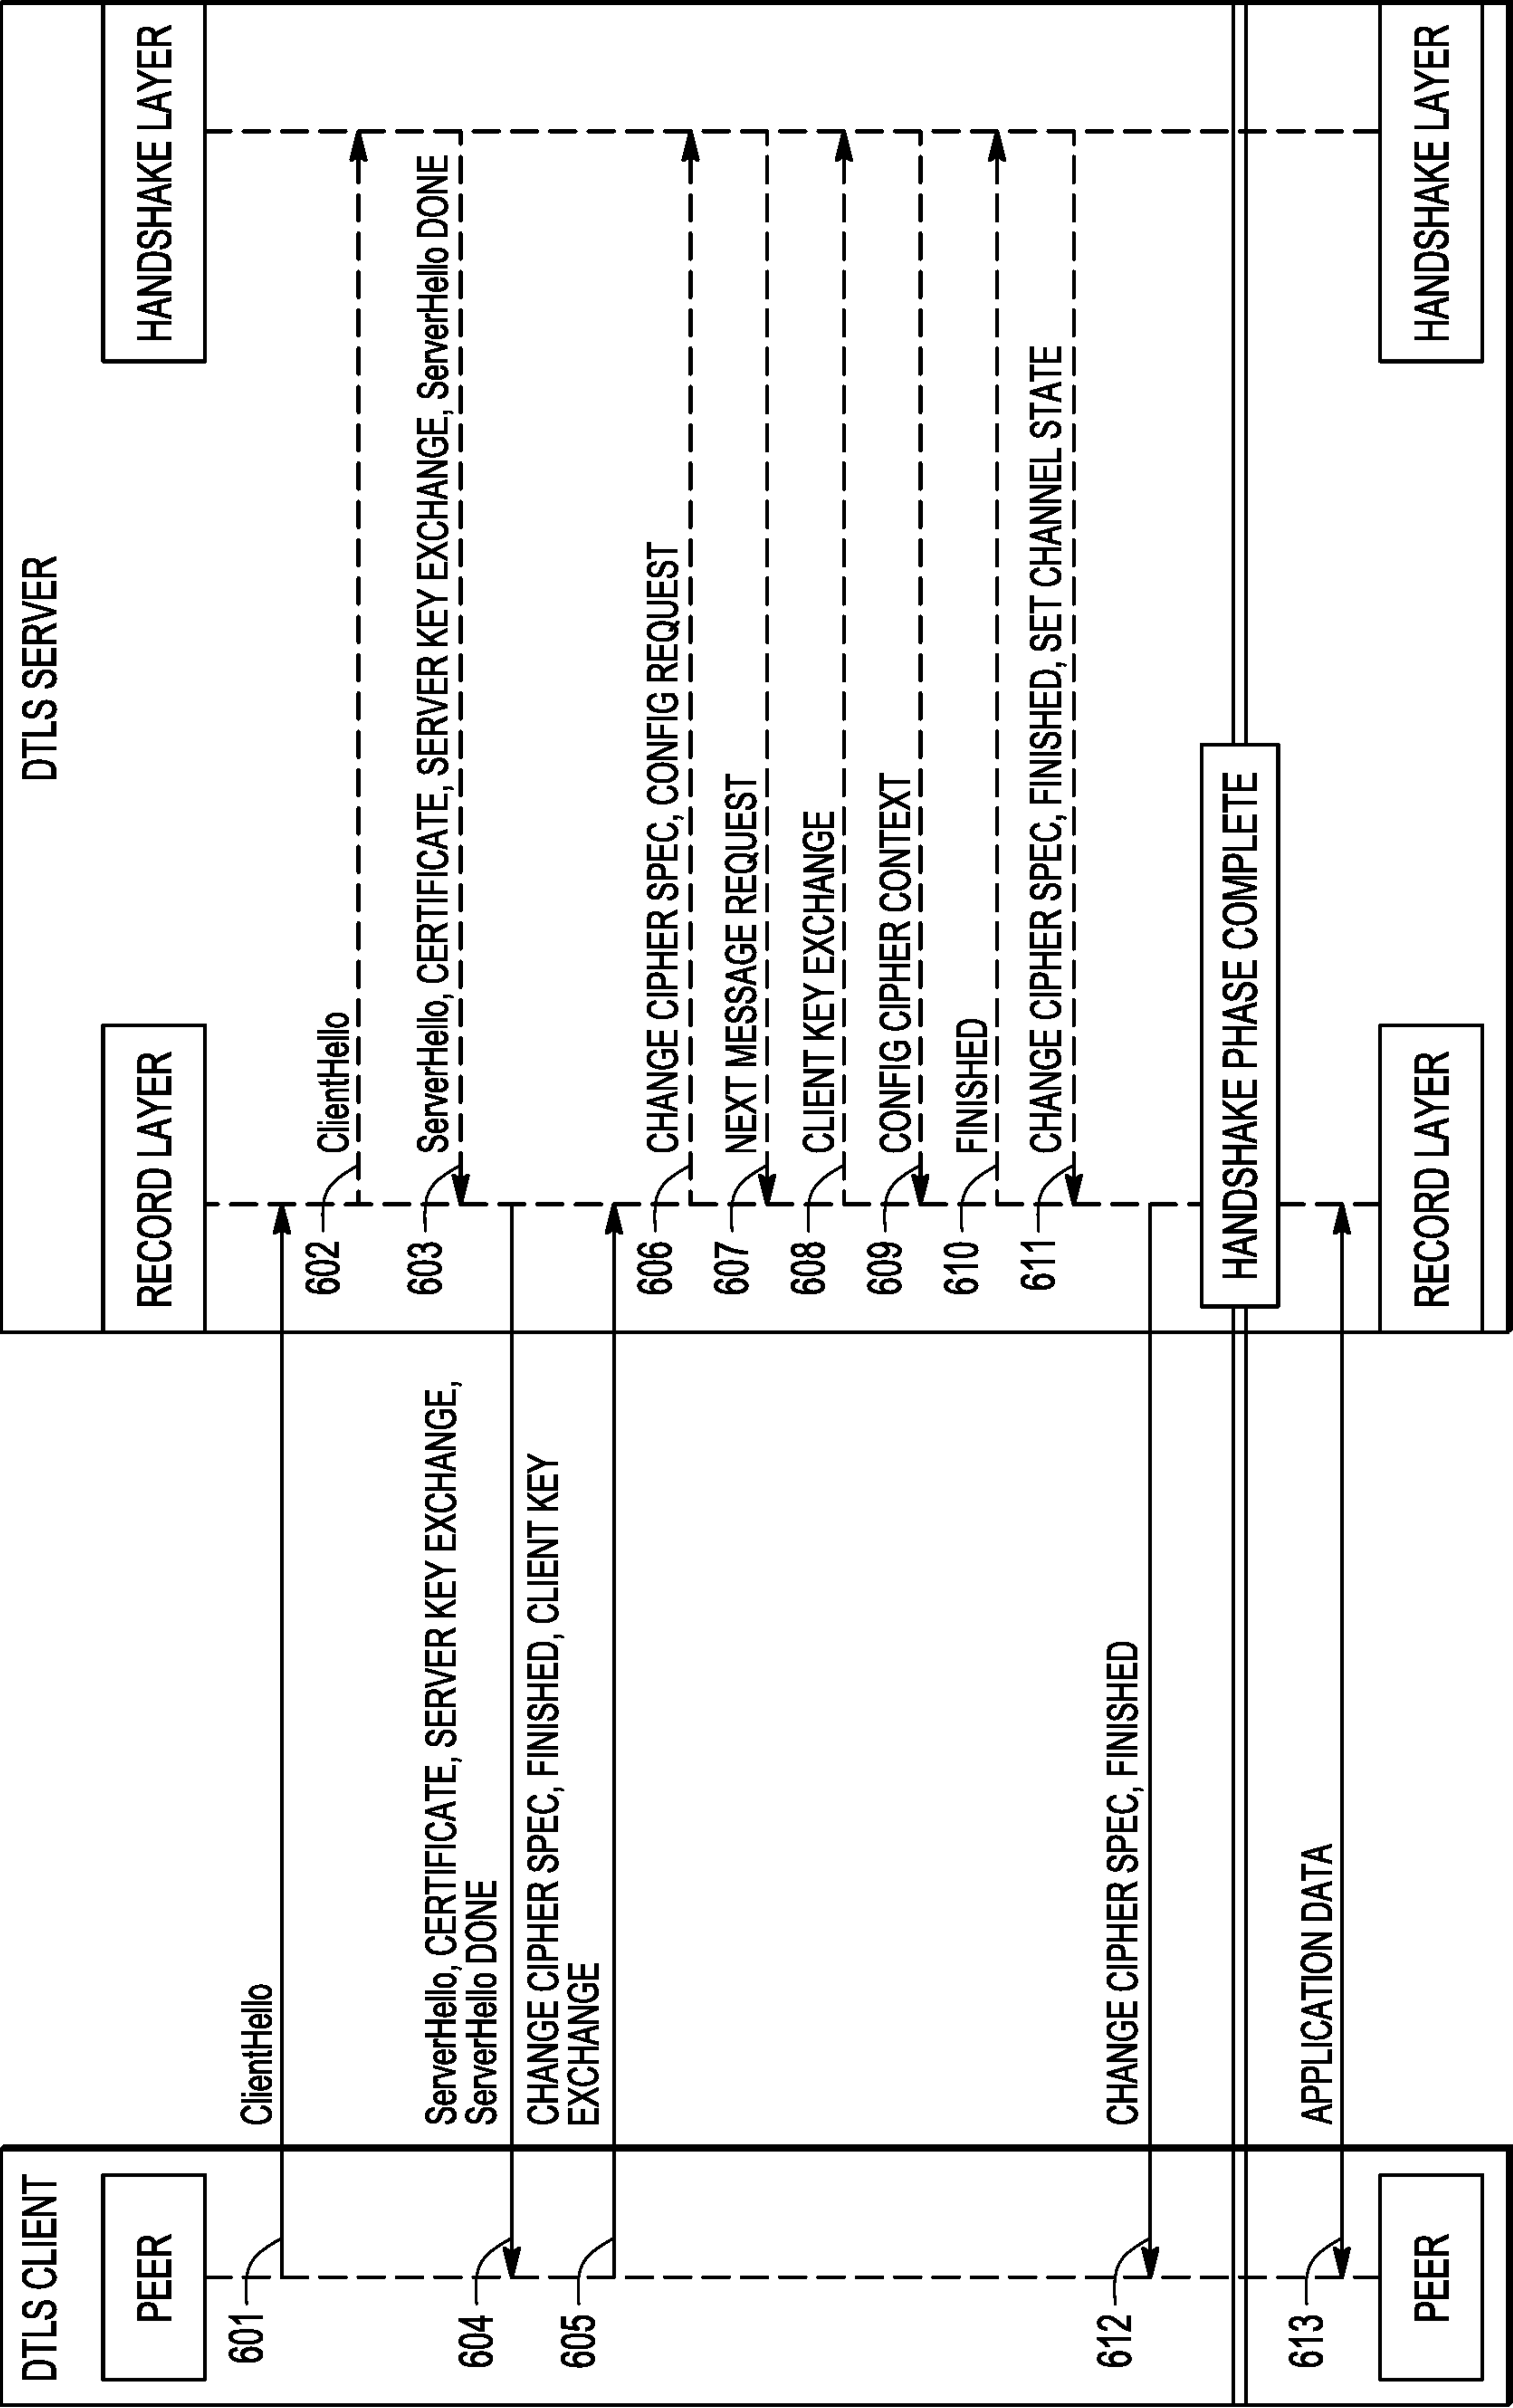 DTLS CLIENT
DTLS SERVER
PEER
RECORD LAYER
HANDSHAKE LAYER
601
ClientHello
602
ClientHello
603
ServerHello, CERTIFICATE, SERVER KEY EXCHANGE, ServerHello DONE
604
ServerHello, CERTIFICATE, SERVER KEY EXCHANGE,
ServerHello DONE
605
CHANGE CIPHER SPEC, FINISHED, CLIENT KEY
EXCHANGE
606
CHANGE CIPHER SPEC, CONFIG REQUEST
607
NEXT MESSAGE REQUEST
608
CLIENT KEY EXCHANGE
609
CONFIG CIPHER CONTEXT
610
FINISHED
611
CHANGE CIPHER SPEC, FINISHED, SET CHANNEL STATE
612
CHANGE CIPHER SPEC, FINISHED
HANDSHAKE PHASE COMPLETE
613
APPLICATION DATA
PEER
RECORD LAYER
HANDSHAKE LAYER